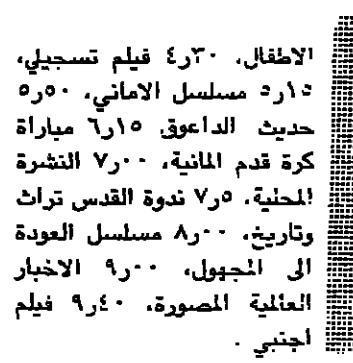 الاطفال، ٣٠ر٤ فيلم تسجيلي،
١٥ر٥ مسلسل الاماني، ٥٠ر٥
حديث الداعوق. ١٥ر٦ مباراة
كرة قدم المانية، ٠٠ر٧ النشرة
المحلية، ٥ر٧ ندوة القدس تراث
وتاريخ، ٠٠ر٨ مسلسل العودة
الى المجهول، ٠٠ر٩ الاخبار
العالمية المصورة، ٤٠ر٩ فيلم
اجنبي .